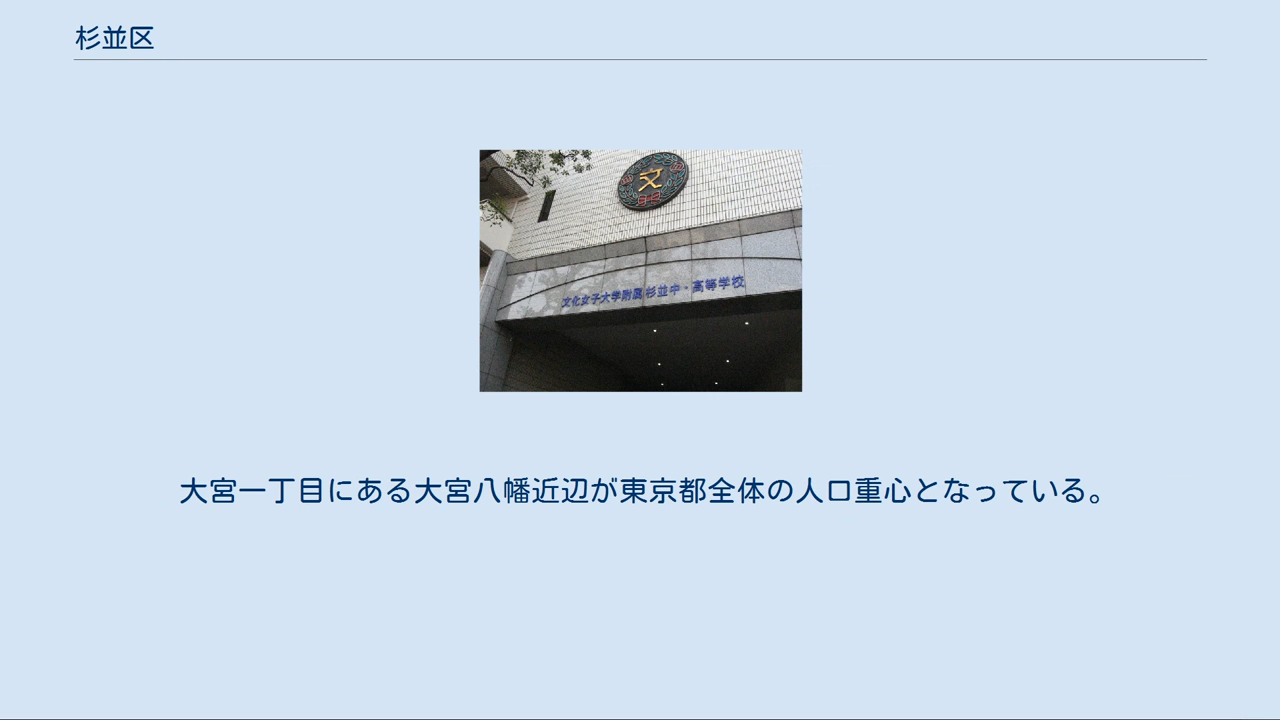 杉並区
文
文化女子大学附属 杉並中・高等学校
大宮一丁目にある大宮八幡近辺が東京都全体の人口重心となっている。